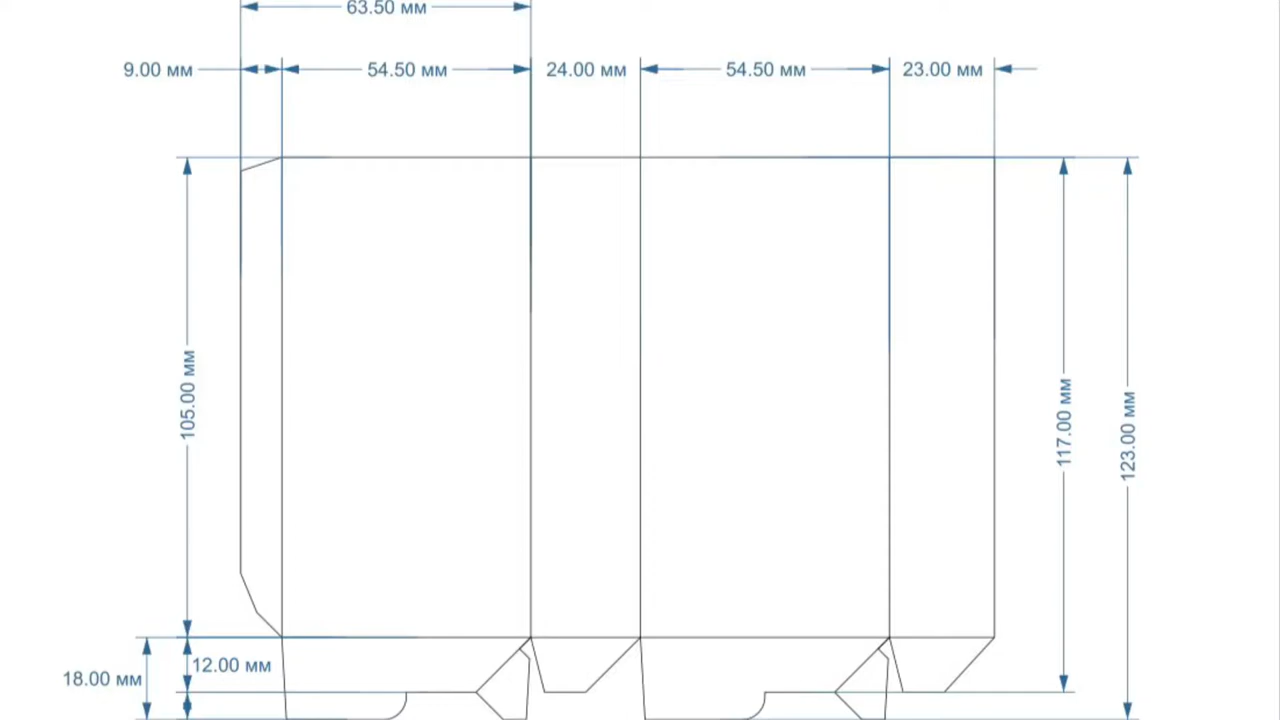 63.50 мм
9.00 мм
54.50 мм
24.00 мм
54.50 мм
23.00 мм
105.00 мм
117.00 мм
123.00 мм
12.00 мм
18.00 мм